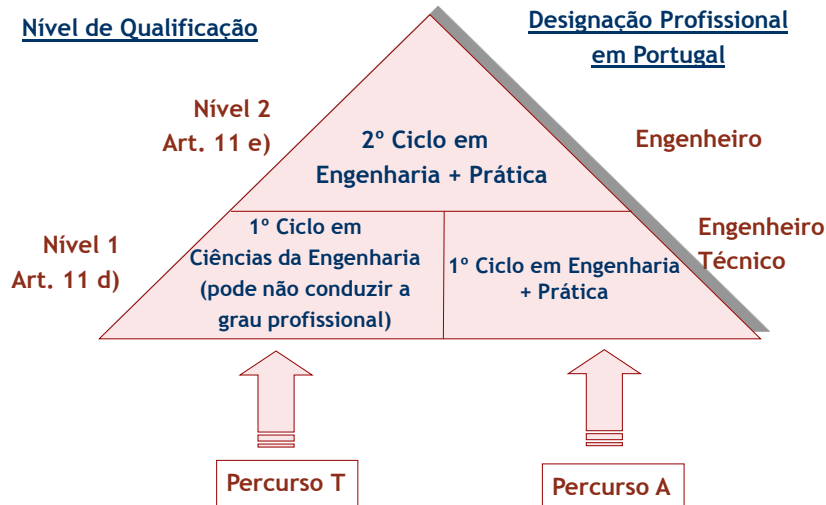 Nível de Qualificação
Designação Profissional
em Portugal
Nível 2
Art. 11 e)
2º Ciclo em
Engenharia + Prática
Engenheiro
Nível 1
Art. 11 d)
1º Ciclo em
Ciências da Engenharia
(pode não conduzir a
grau profissional)
1º Ciclo em Engenharia
+ Prática
Engenheiro
Técnico
Percurso T
Percurso A